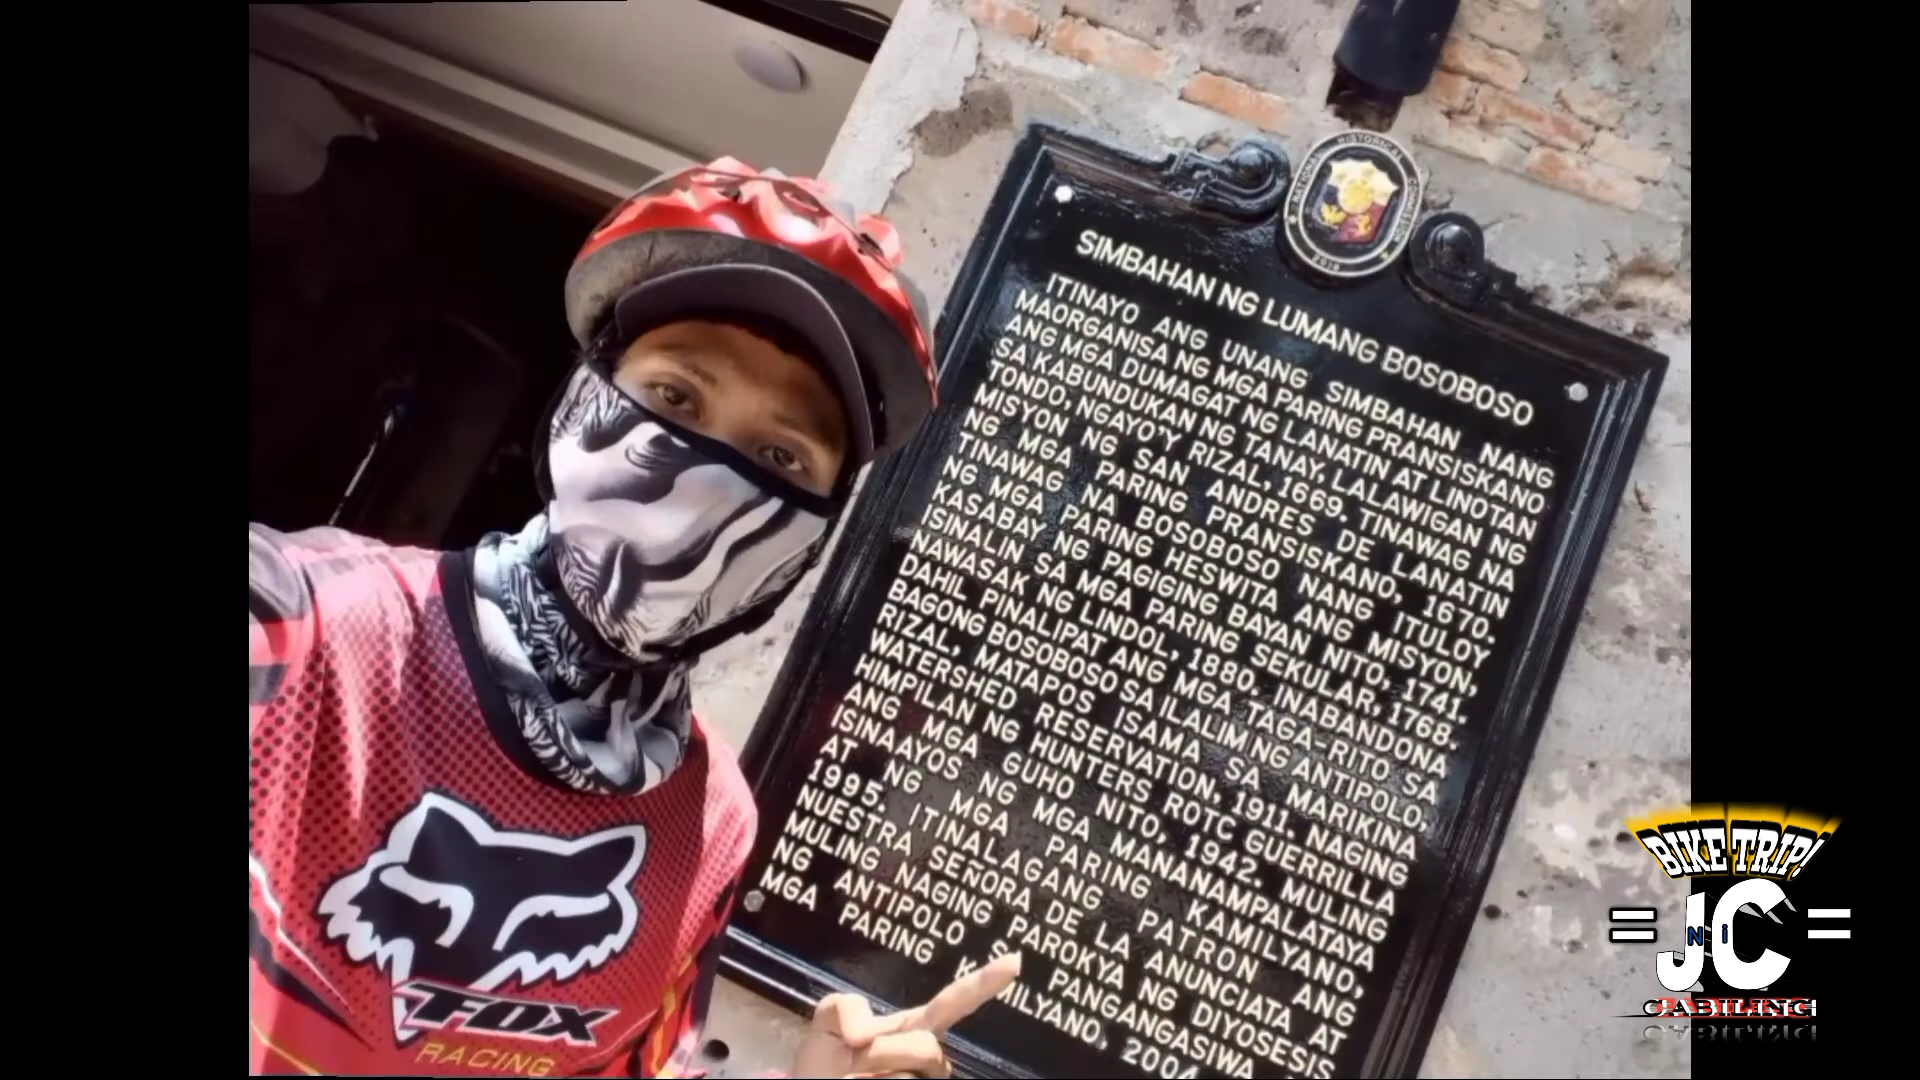 NATIONAL HISTORICAL COMMISSION
2019
SIMBAHAN NG LUMANG BOSOBOSO
ITINAYO ANG UNANG SIMBAHAN NANG
MAORGANISA NG MGA PARING PRANSISKANO
ANG MGA DUMAGAT NG LANATIN AT LINOTAN
SA KABUNDUKAN NG TANAY, LALAWIGAN NG
TONDO, NGAYO'Y RIZAL, 1669. TINAWAG NA
MISYON NG SAN ANDRES DE LANATIN
NG MGA PARING PRANSISKANO, 1670.
TINAWAG NA BOSOBOSO NANG ITULOY
NG MGA PARING HESWITA ANG MISYON,
KASABAY NG PAGIGING BAYAN NITO, 1741.
ISINALIN SA MGA PARING SEKULAR, 1768.
NAWASAK NG LINDOL, 1880. INABANDONA
DAHIL PINALIPAT ANG MGA TAGA-RITO SA
BAGONG BOSOBOSO SA ILALIM NG ANTIPOLO,
RIZAL, MATAPOS ISAMA SA MARIKINA
WATERSHED RESERVATION, 1911. NAGING
HIMPILAN NG HUNTERS ROTC GUERRILLA
ANG MGA GUHO NITO, 1942. MULING
ISINAAYOS NG MGA MANANAMPALATAYA
AT NG MGA PARING KAMILYANO,
1995. ITINALAGANG PATRON ANG
NUESTRA SEÑORA DE LA ANUNCIATA AT
MULING NAGING PAROKYA NG DIYOSESIS
NG ANTIPOLO SA PANGANGASIWA
MGA PARING KAMILYANO, 2004
FOX
RACING
BIKE TRIP!
= JC =
Ni
GABILING